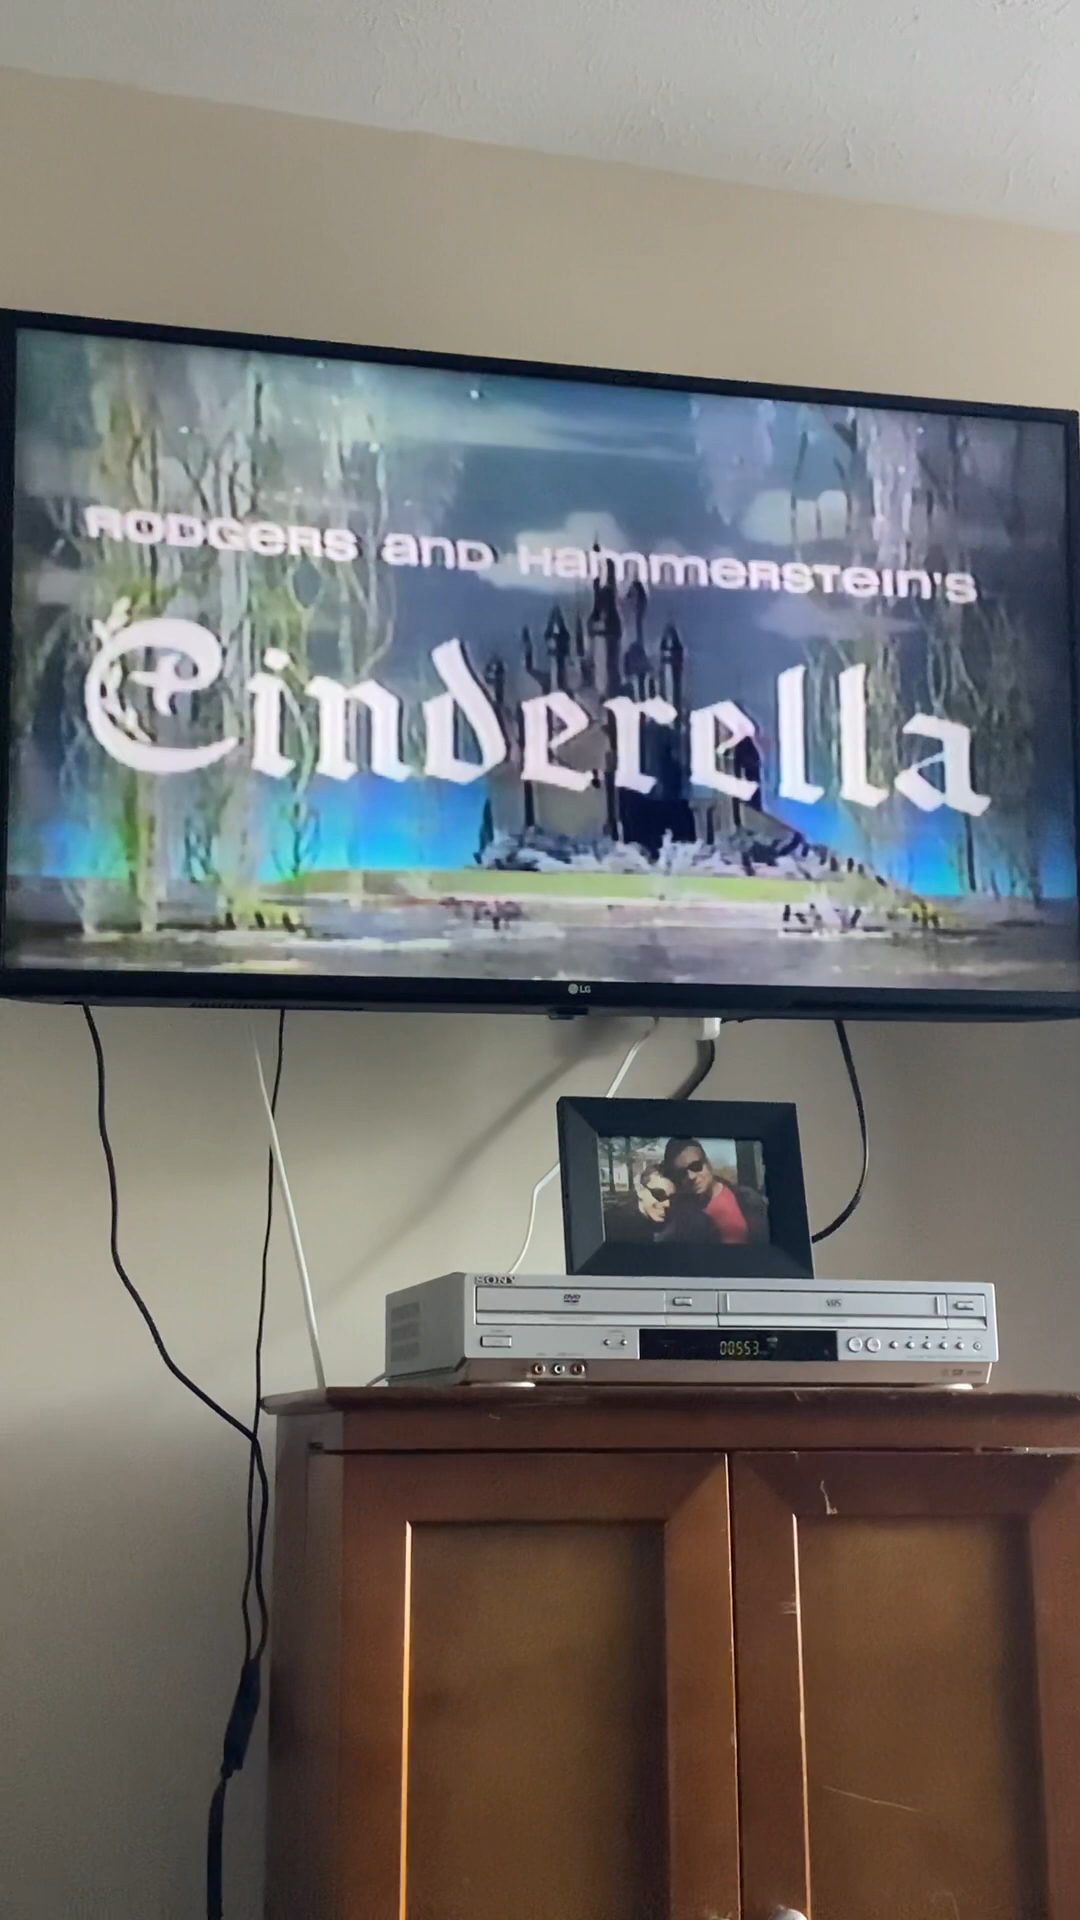 RODGERS AND HAMMERSTEIN'S
Cinderella
LG
SONY
DVD
VHS
00553